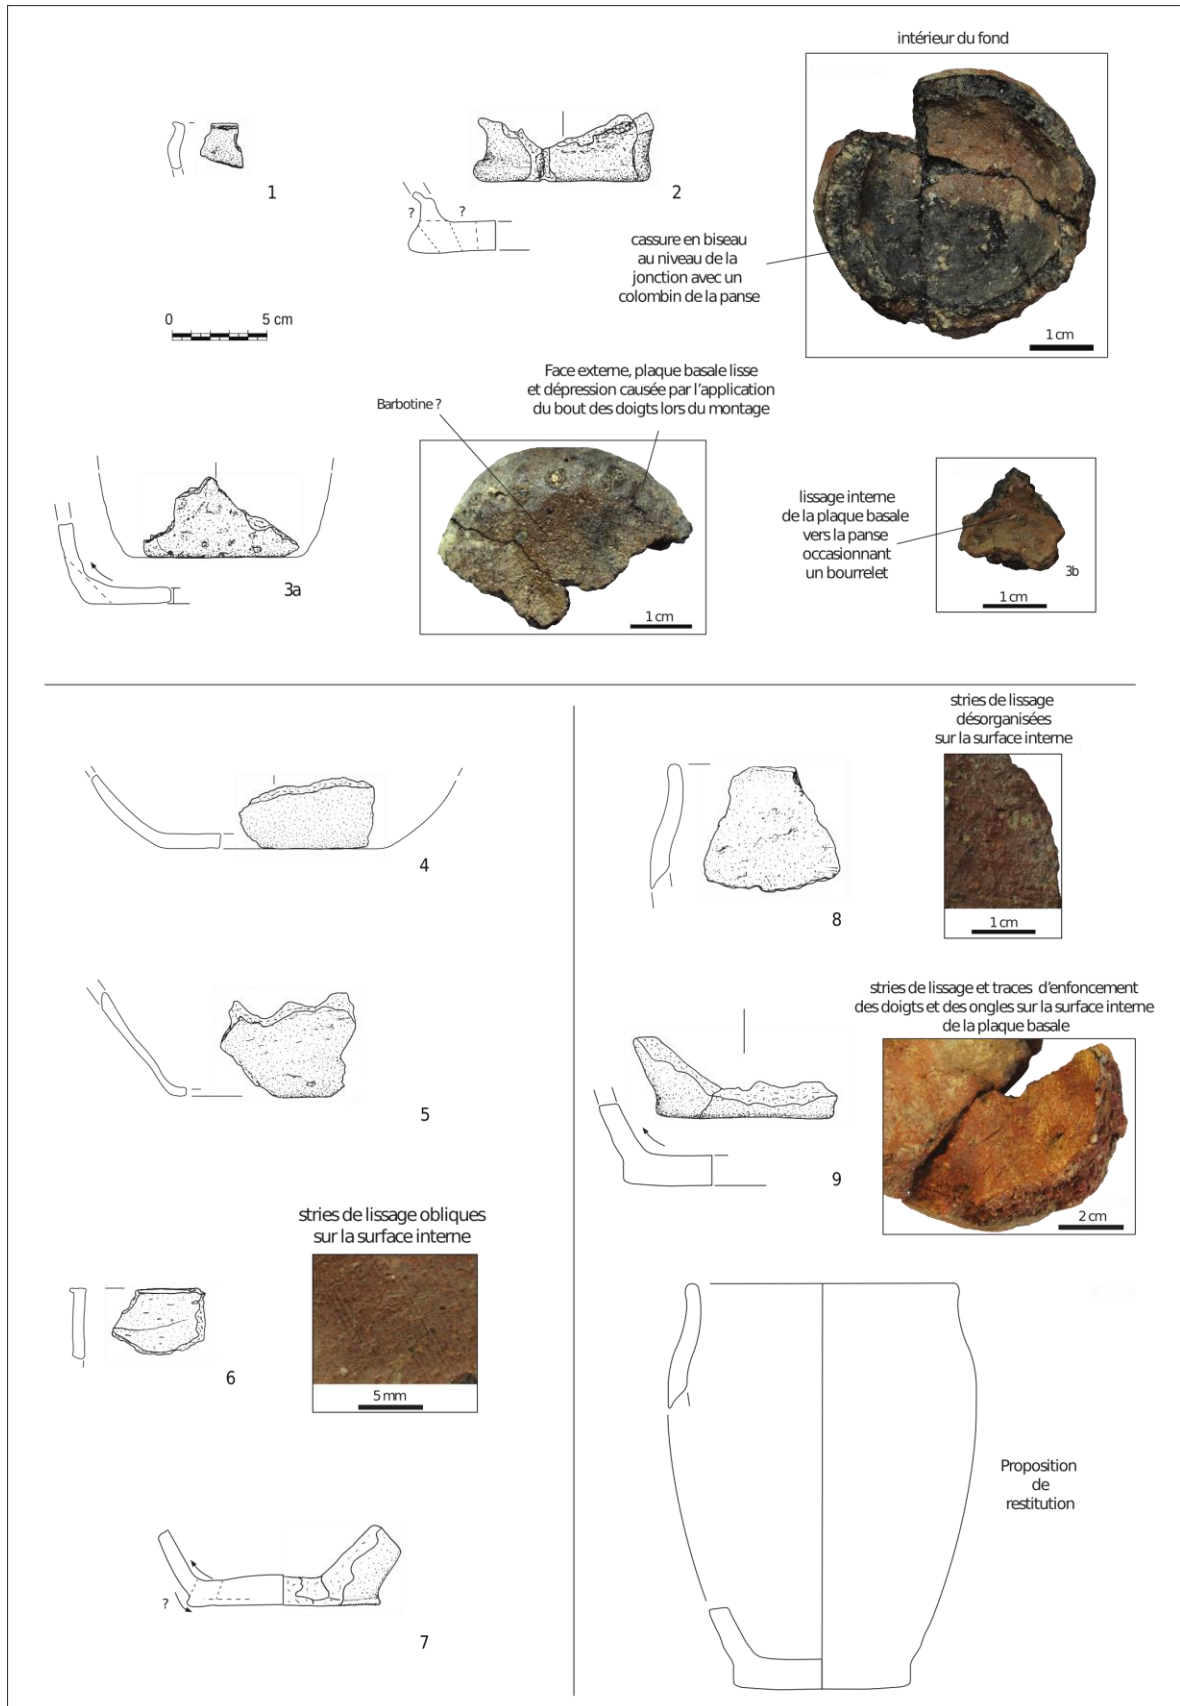 intérieur du fond
1
2
?
?
cassure en biseau
au niveau de la
jonction avec un
colombin de la panse
1 cm
0 5 cm
Face externe, plaque basale lisse
et dépression causée par l'application
du bout des doigts lors du montage
Barbotine ?
3a
1 cm
lissage interne
de la plaque basale
vers la panse
occasionnant
un bourrelet
3b
1 cm
4
5
stries de lissage obliques
sur la surface interne
6
5 mm
?
7
stries de lissage
désorganisées
sur la surface interne
8
1 cm
stries de lissage et traces d'enfoncement
des doigts et des ongles sur la surface interne
de la plaque basale
9
2 cm
Proposition
de
restitution